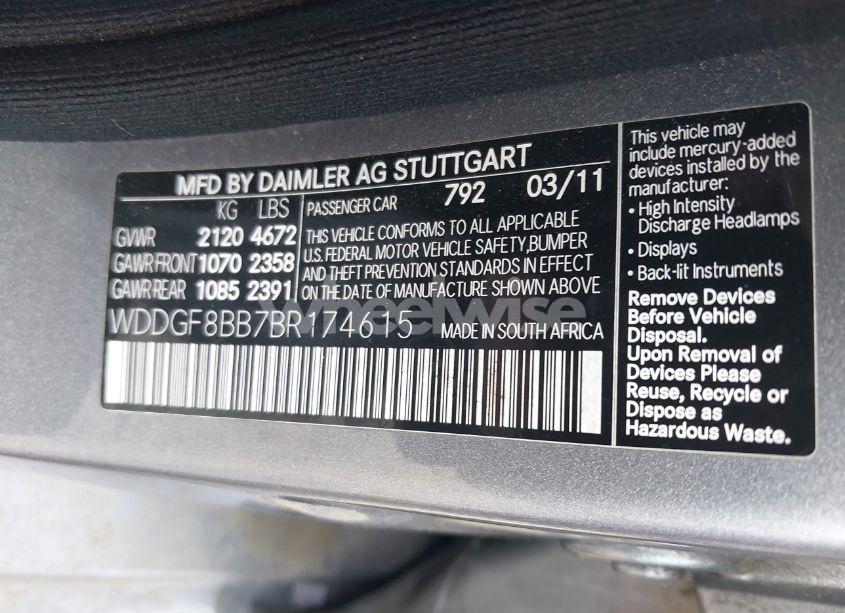 MFD BY DAIMLER AG STUTTGART
KG LBS
GVWR 2120 4672
GAWR FRONT 1070 2358
GAWR REAR 1085 2391
PASSENGER CAR 792 03/11
THIS VEHICLE CONFORMS TO ALL APPLICABLE
U.S. FEDERAL MOTOR VEHICLE SAFETY,BUMPER
AND THEFT PREVENTION STANDARDS IN EFFECT
ON THE DATE OF MANUFACTURE SHOWN ABOVE
WDDGF8BB7BR174615 MADE IN SOUTH AFRICA
wheelwise
This vehicle may
include mercury-added
devices installed by the
manufacturer:
• High Intensity
Discharge Headlamps
• Displays
• Back-lit Instruments
Remove Devices
Before Vehicle
Disposal.
Upon Removal of
Devices Please
Reuse, Recycle or
Dispose as
Hazardous Waste.